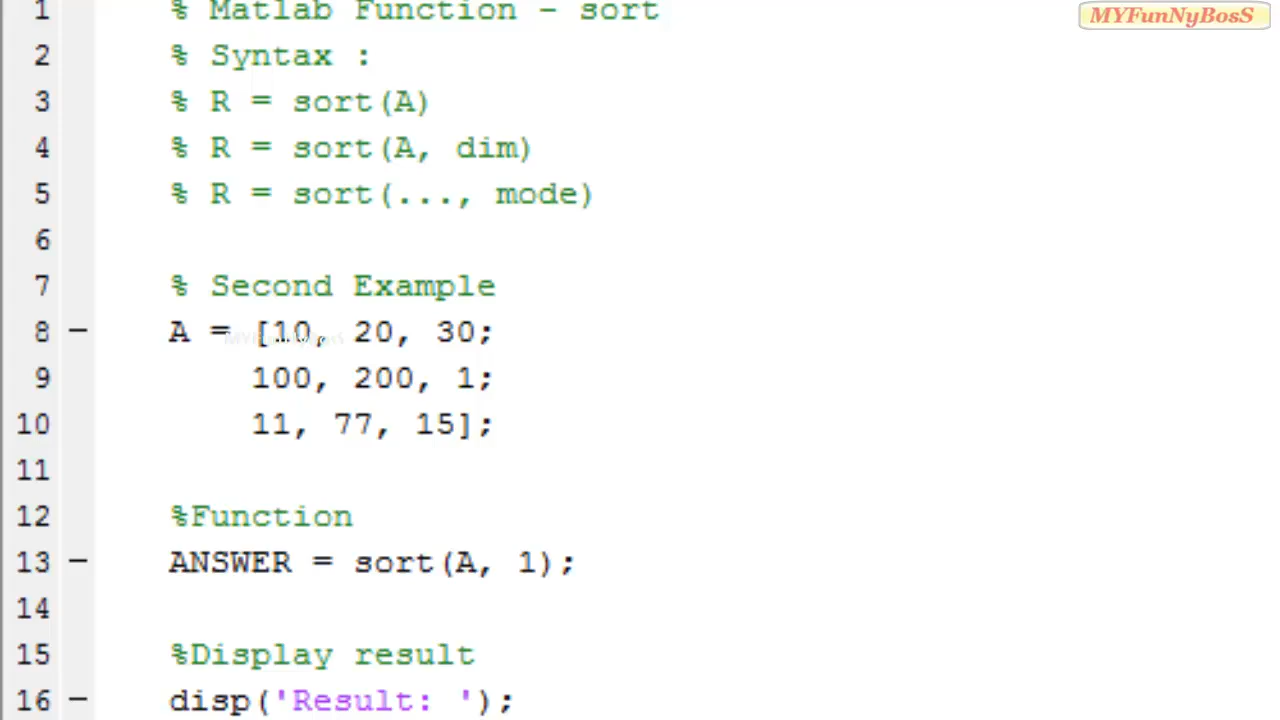 MYFunNyBosS
1 % Matlab Function - sort
2 % Syntax :
3 % R = sort(A)
4 % R = sort(A, dim)
5 % R = sort(..., mode)
6
7 % Second Example
8 - A = [10, 20, 30;
MYFunNyBosS
9 100, 200, 1;
10 11, 77, 15];
11
12 %Function
13 - ANSWER = sort(A, 1);
14
15 %Display result
16 - disp('Result: ');